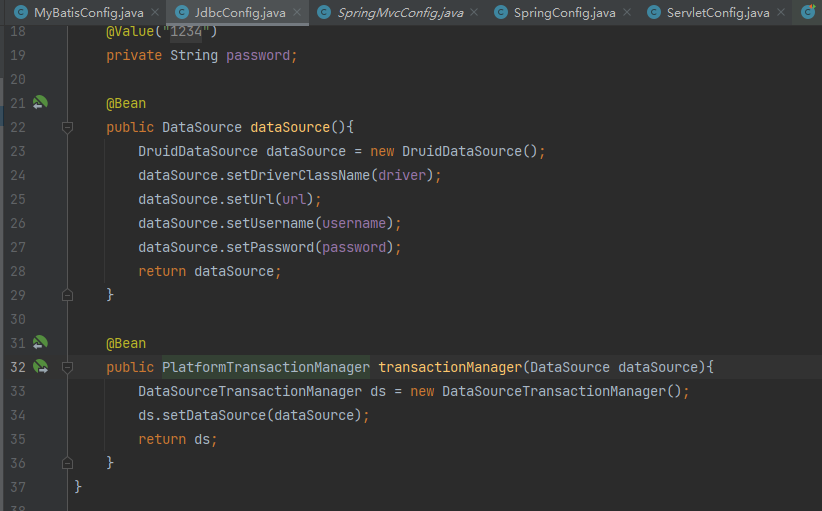 MyBatisConfig.java × JdbcConfig.java × SpringMvcConfig.java × SpringConfig.java × ServletConfig.java ×
18 @Value("1234")
19 private String password;
20
21 @Bean
22 public DataSource dataSource(){
23 DruidDataSource dataSource = new DruidDataSource();
24 dataSource.setDriverClassName(driver);
25 dataSource.setUrl(url);
26 dataSource.setUsername(username);
27 dataSource.setPassword(password);
28 return dataSource;
29 }
30
31 @Bean
32 public PlatformTransactionManager transactionManager(DataSource dataSource){
33 DataSourceTransactionManager ds = new DataSourceTransactionManager();
34 ds.setDataSource(dataSource);
35 return ds;
36 }
37 }
38